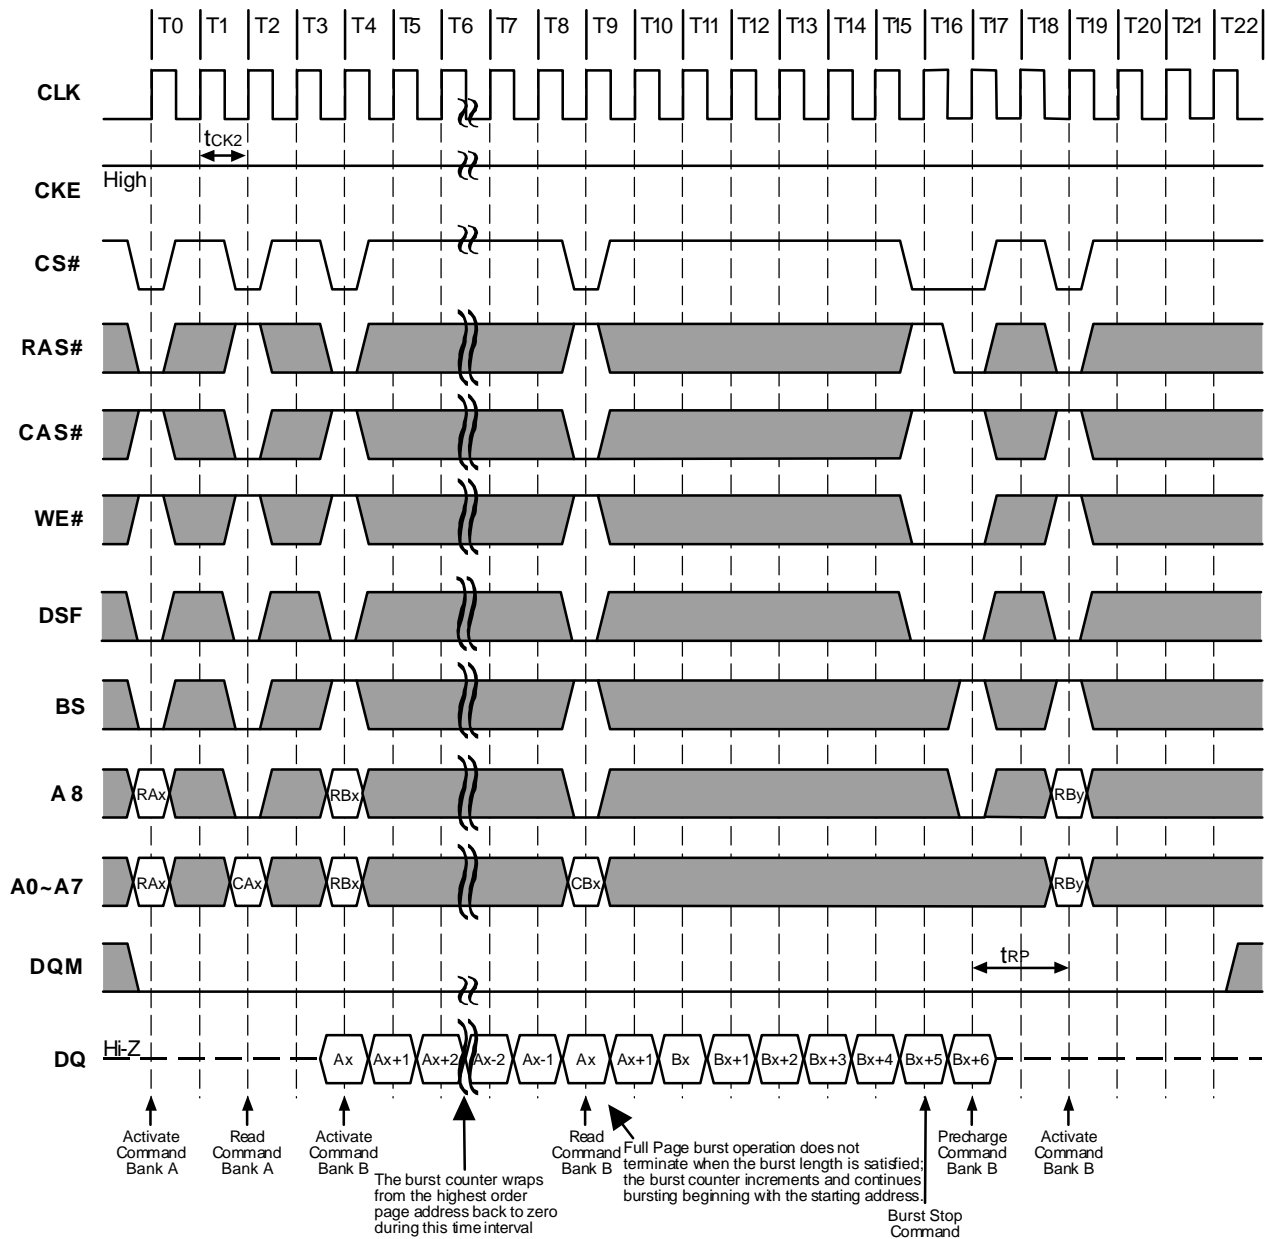 T0 T1 T2 T3 T4 T5 T6 T7 T8 T9 T10 T11 T12 T13 T14 T15 T16 T17 T18 T19 T20 T21 T22
CLK
tCK2
High
CKE
CS#
RAS#
CAS#
WE#
DSF
BS
A8 RAx RBx RBy
A0~A7 RAx CAx RBx CBx RBy
DQM tRP
Hi-Z
DQ Ax Ax+1 Ax+2 Ax-2 Ax-1 Ax Ax+1 Bx Bx+1 Bx+2 Bx+3 Bx+4 Bx+5 Bx+6
Activate
Command
Bank A
Read
Command
Bank A
Activate
Command
Bank B
The burst counter wraps
from the highest order
page address back to zero
during this time interval
Read
Command
Bank B
Full Page burst operation does not
terminate when the burst length is satisfied;
the burst counter increments and continues
bursting beginning with the starting address.
Burst Stop
Command
Precharge
Command
Bank B
Activate
Command
Bank B